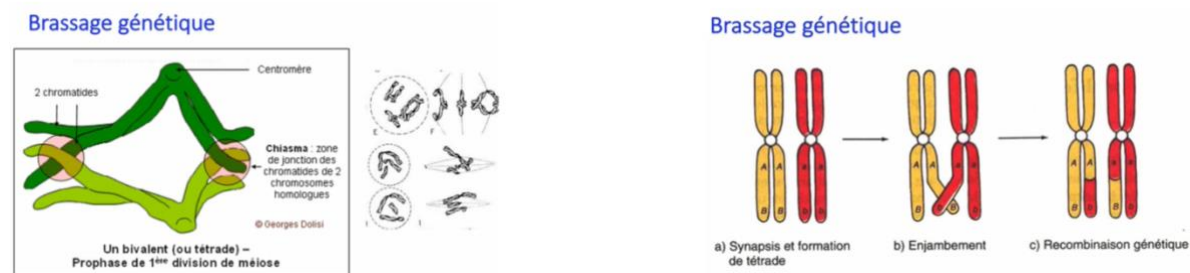 Brassage génétique
Centromère
2 chromatides
Chiasma : zone
de jonction des
chromatides de 2
chromosomes
homologues
© Georges Dolisi
Un bivalent (ou tétrade) –
Prophase de 1ère division de méiose
E
F
Brassage génétique
A A a a
B B b b
A A a a
B b B b
A A a a
B b B b
a) Synapsis et formation
de tétrade
b) Enjambement
c) Recombinaison génétique